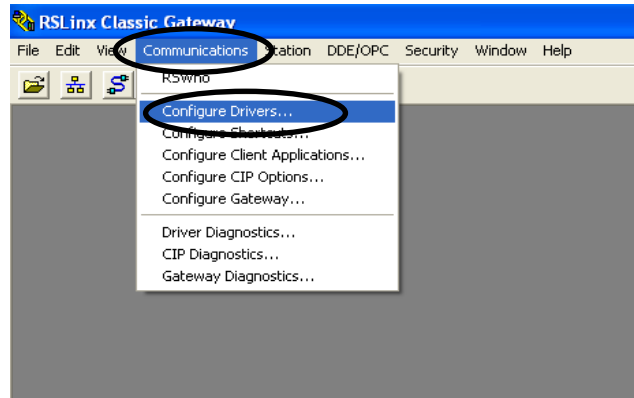 RSLinx Classic Gateway
File Edit View Communications Station DDE/OPC Security Window Help
RSWho
Configure Drivers...
Configure Shortcuts...
Configure Client Applications...
Configure CIP Options...
Configure Gateway...
Driver Diagnostics...
CIP Diagnostics...
Gateway Diagnostics...